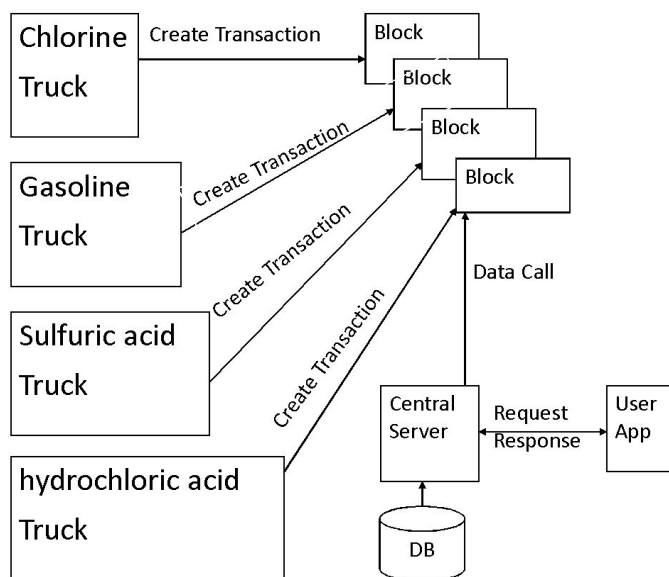 Chlorine
Truck
Create Transaction
Block
Block
Block
Block
Gasoline
Truck
Create Transaction
Sulfuric acid
Truck
Create Transaction
hydrochloric acid
Truck
Create Transaction
Data Call
Central
Server
Request
Response
User
App
DB